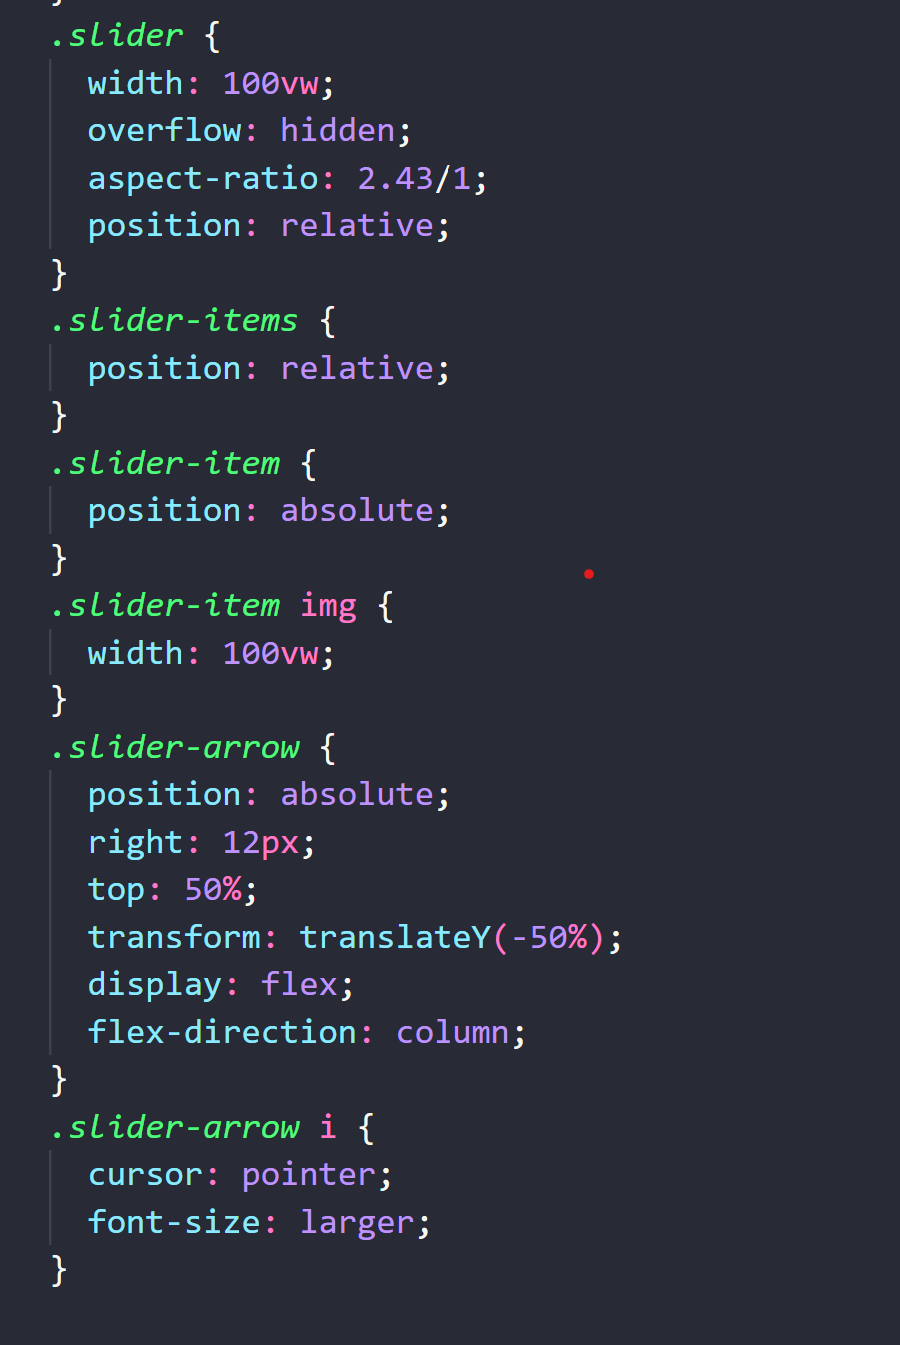 }
.slider {
  width: 100vw;
  overflow: hidden;
  aspect-ratio: 2.43/1;
  position: relative;
}
.slider-items {
  position: relative;
}
.slider-item {
  position: absolute;
}
.slider-item img {
  width: 100vw;
}
.slider-arrow {
  position: absolute;
  right: 12px;
  top: 50%;
  transform: translateY(-50%);
  display: flex;
  flex-direction: column;
}
.slider-arrow i {
  cursor: pointer;
  font-size: larger;
}